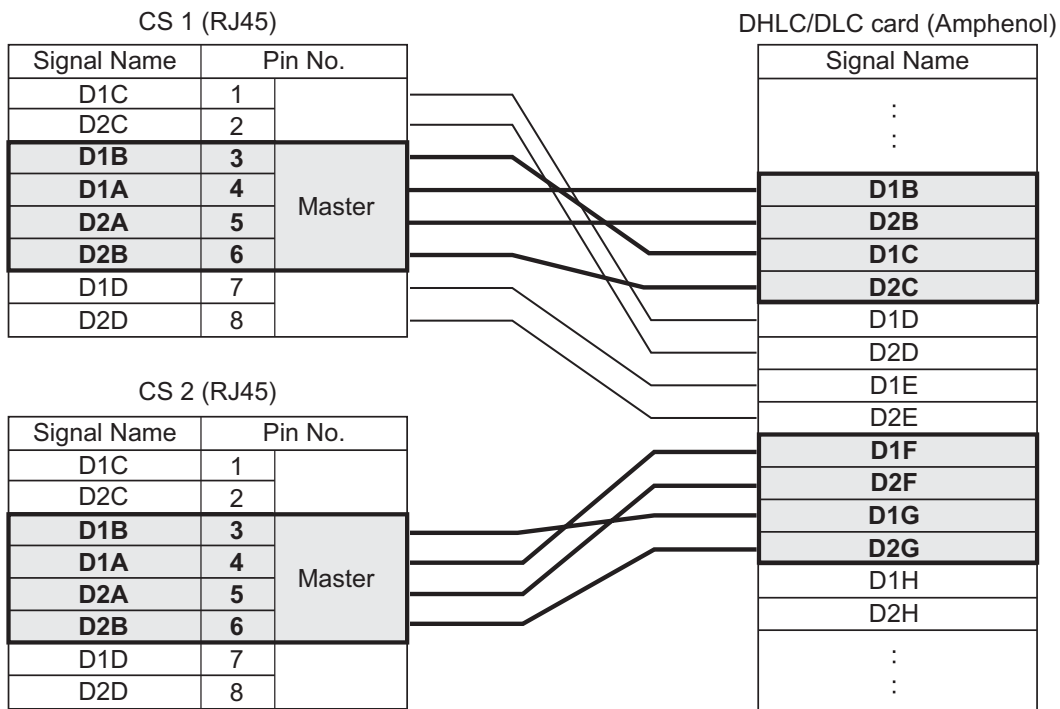 CS 1 (RJ45)
Signal Name Pin No.
D1C 1
D2C 2
D1B 3
D1A 4
Master
D2A 5
D2B 6
D1D 7
D2D 8
CS 2 (RJ45)
Signal Name Pin No.
D1C 1
D2C 2
D1B 3
D1A 4
Master
D2A 5
D2B 6
D1D 7
D2D 8
DHLC/DLC card (Amphenol)
Signal Name
:
:
D1B
D2B
D1C
D2C
D1D
D2D
D1E
D2E
D1F
D2F
D1G
D2G
D1H
D2H
:
: